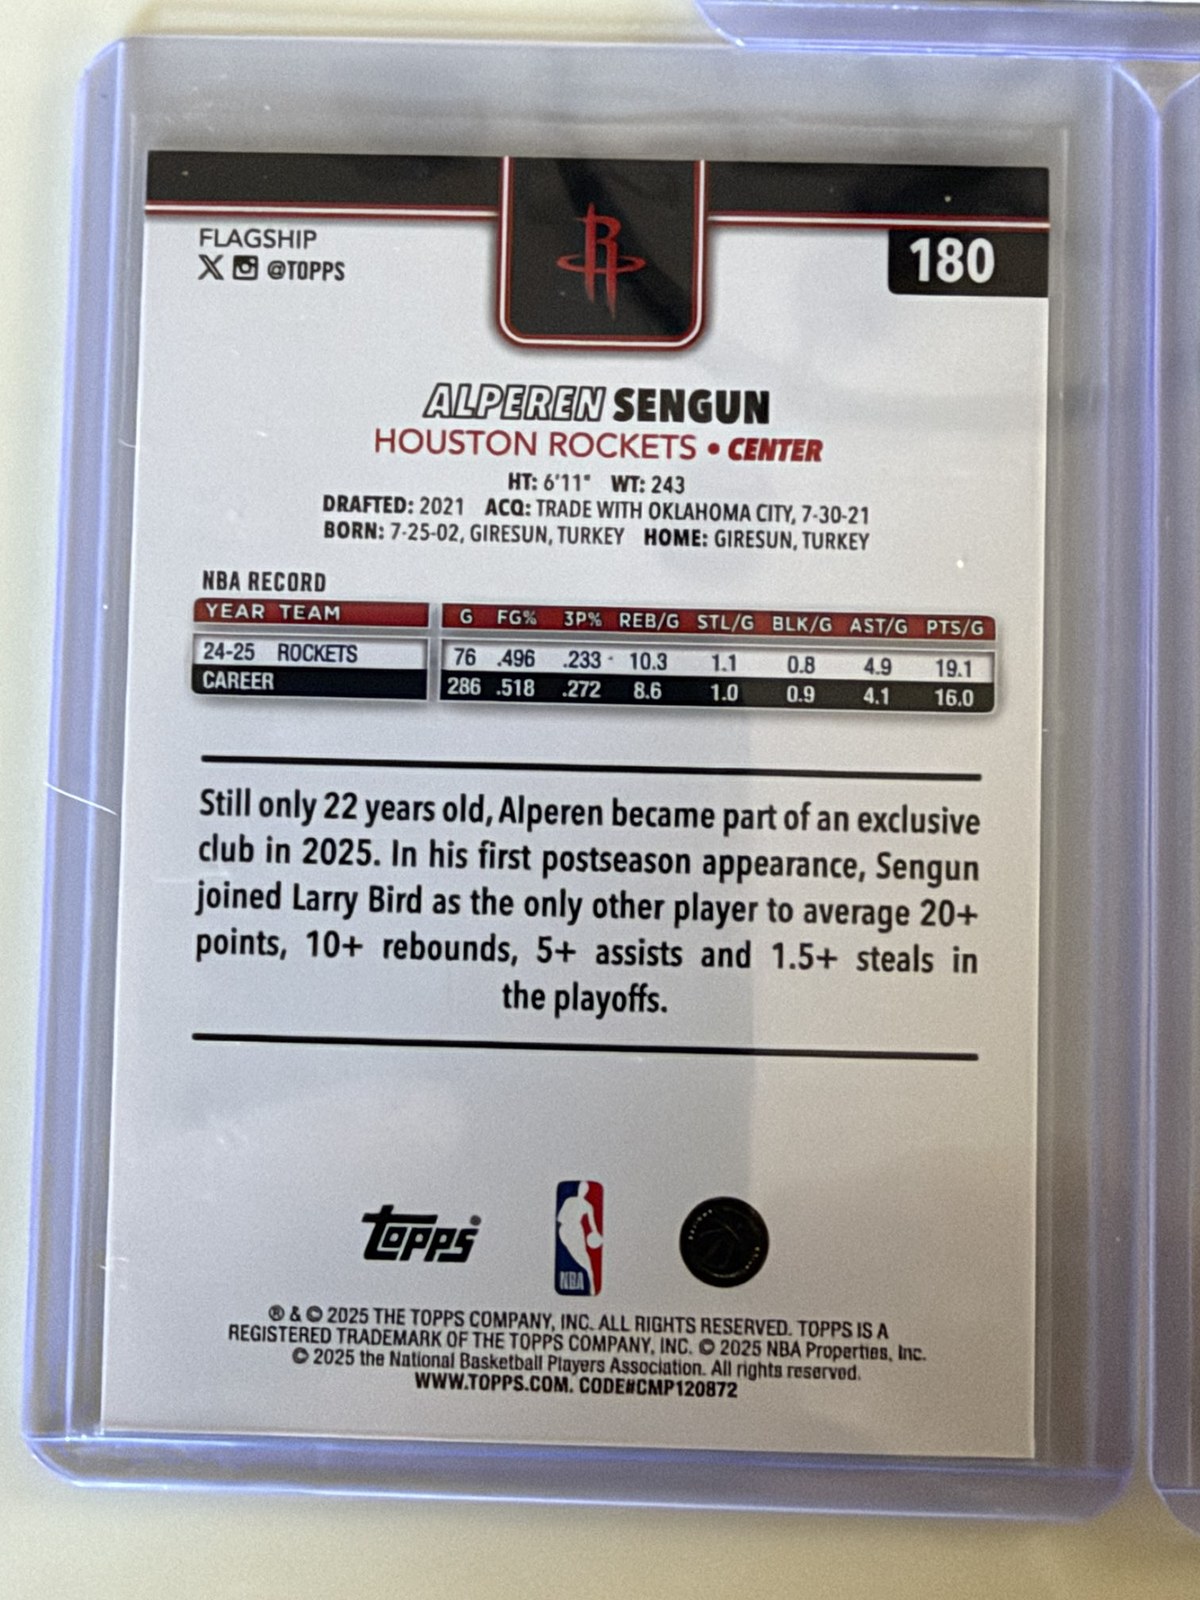 FLAGSHIP
X @TOPPS
180
R
ALPEREN SENGUN
HOUSTON ROCKETS • CENTER
HT: 6'11" WT: 243
DRAFTED: 2021 ACQ: TRADE WITH OKLAHOMA CITY, 7-30-21
BORN: 7-25-02, GIRESUN, TURKEY HOME: GIRESUN, TURKEY
NBA RECORD
YEAR TEAM G FG% 3P% REB/G STL/G BLK/G AST/G PTS/G
24-25 ROCKETS 76 .496 .233 10.3 1.1 0.8 4.9 19.1
CAREER 286 .518 .272 8.6 1.0 0.9 4.1 16.0
Still only 22 years old, Alperen became part of an exclusive
club in 2025. In his first postseason appearance, Sengun
joined Larry Bird as the only other player to average 20+
points, 10+ rebounds, 5+ assists and 1.5+ steals in
the playoffs.
topps
NBA
® & © 2025 THE TOPPS COMPANY, INC. ALL RIGHTS RESERVED. TOPPS IS A
REGISTERED TRADEMARK OF THE TOPPS COMPANY, INC. © 2025 NBA Properties, Inc.
© 2025 the National Basketball Players Association. All rights reserved.
WWW.TOPPS.COM. CODE#CMP120872